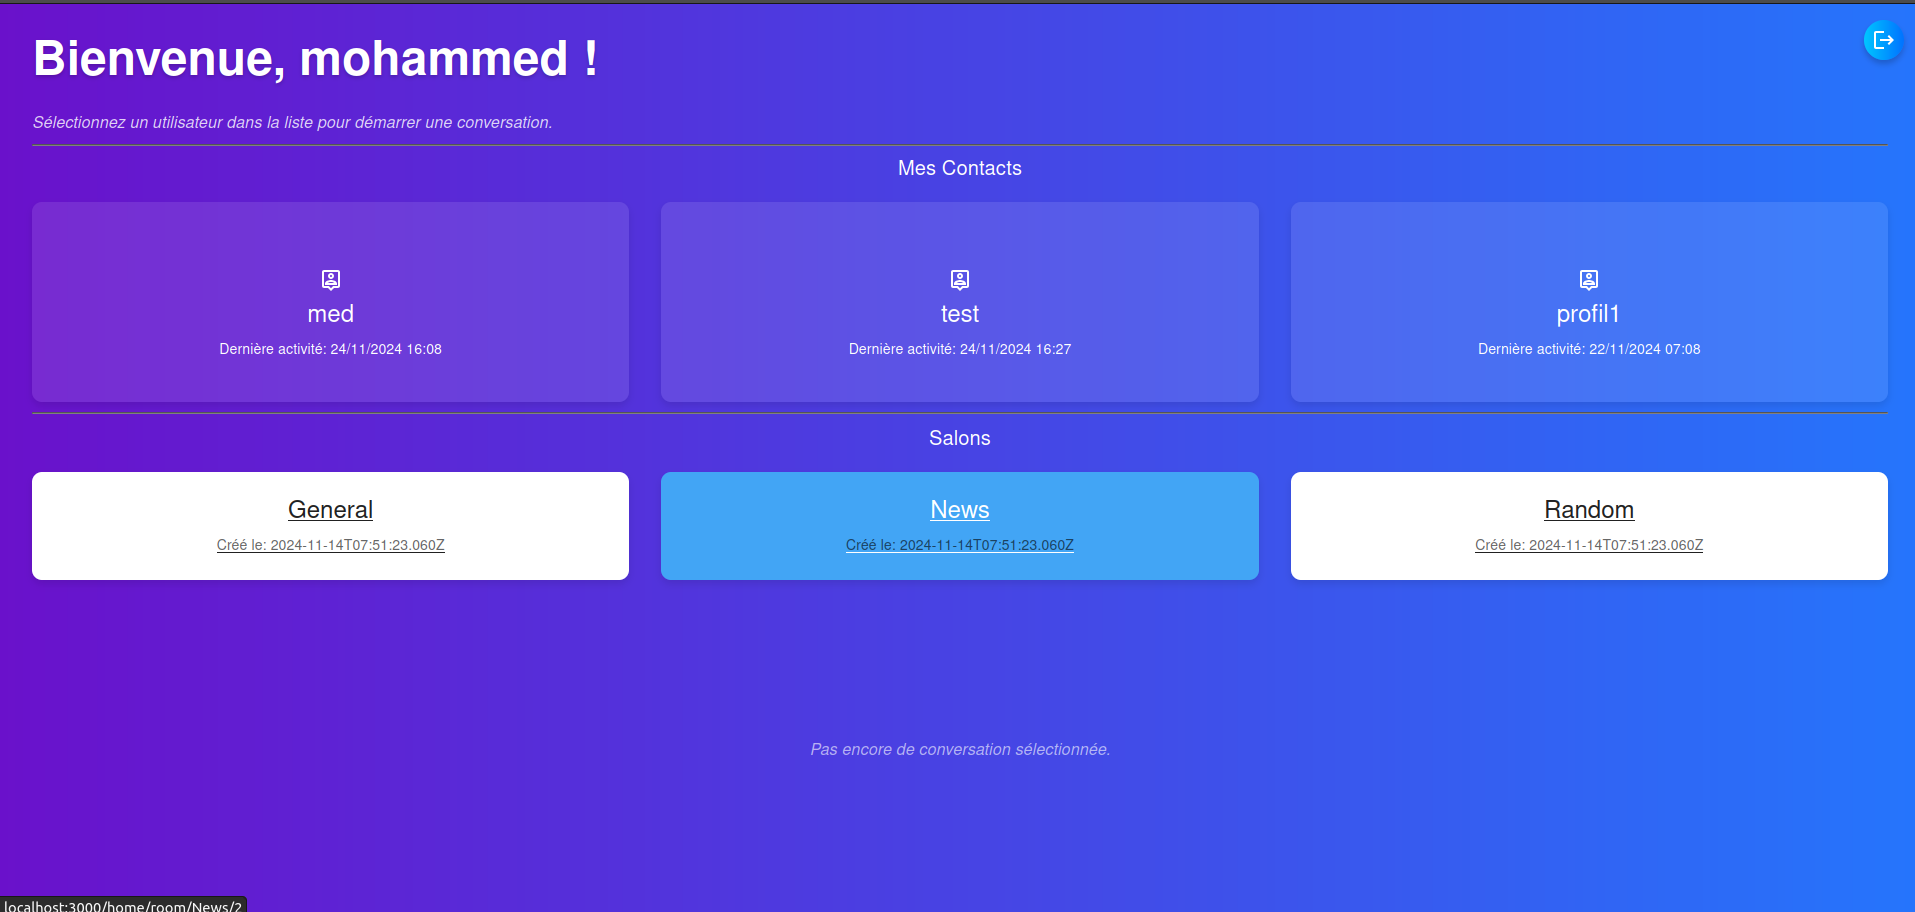 Bienvenue, mohammed !
Sélectionnez un utilisateur dans la liste pour démarrer une conversation.
Mes Contacts
med
Dernière activité: 24/11/2024 16:08
test
Dernière activité: 24/11/2024 16:27
profil1
Dernière activité: 22/11/2024 07:08
Salons
General
Créé le: 2024-11-14T07:51:23.060Z
News
Créé le: 2024-11-14T07:51:23.060Z
Random
Créé le: 2024-11-14T07:51:23.060Z
Pas encore de conversation sélectionnée.
localhost:3000/home/room/News/2